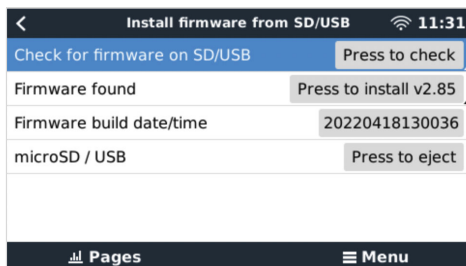 Install firmware from SD/USB 11:31
Check for firmware on SD/USB Press to check
Firmware found Press to install v2.85
Firmware build date/time 20220418130036
microSD / USB Press to eject
Pages Menu